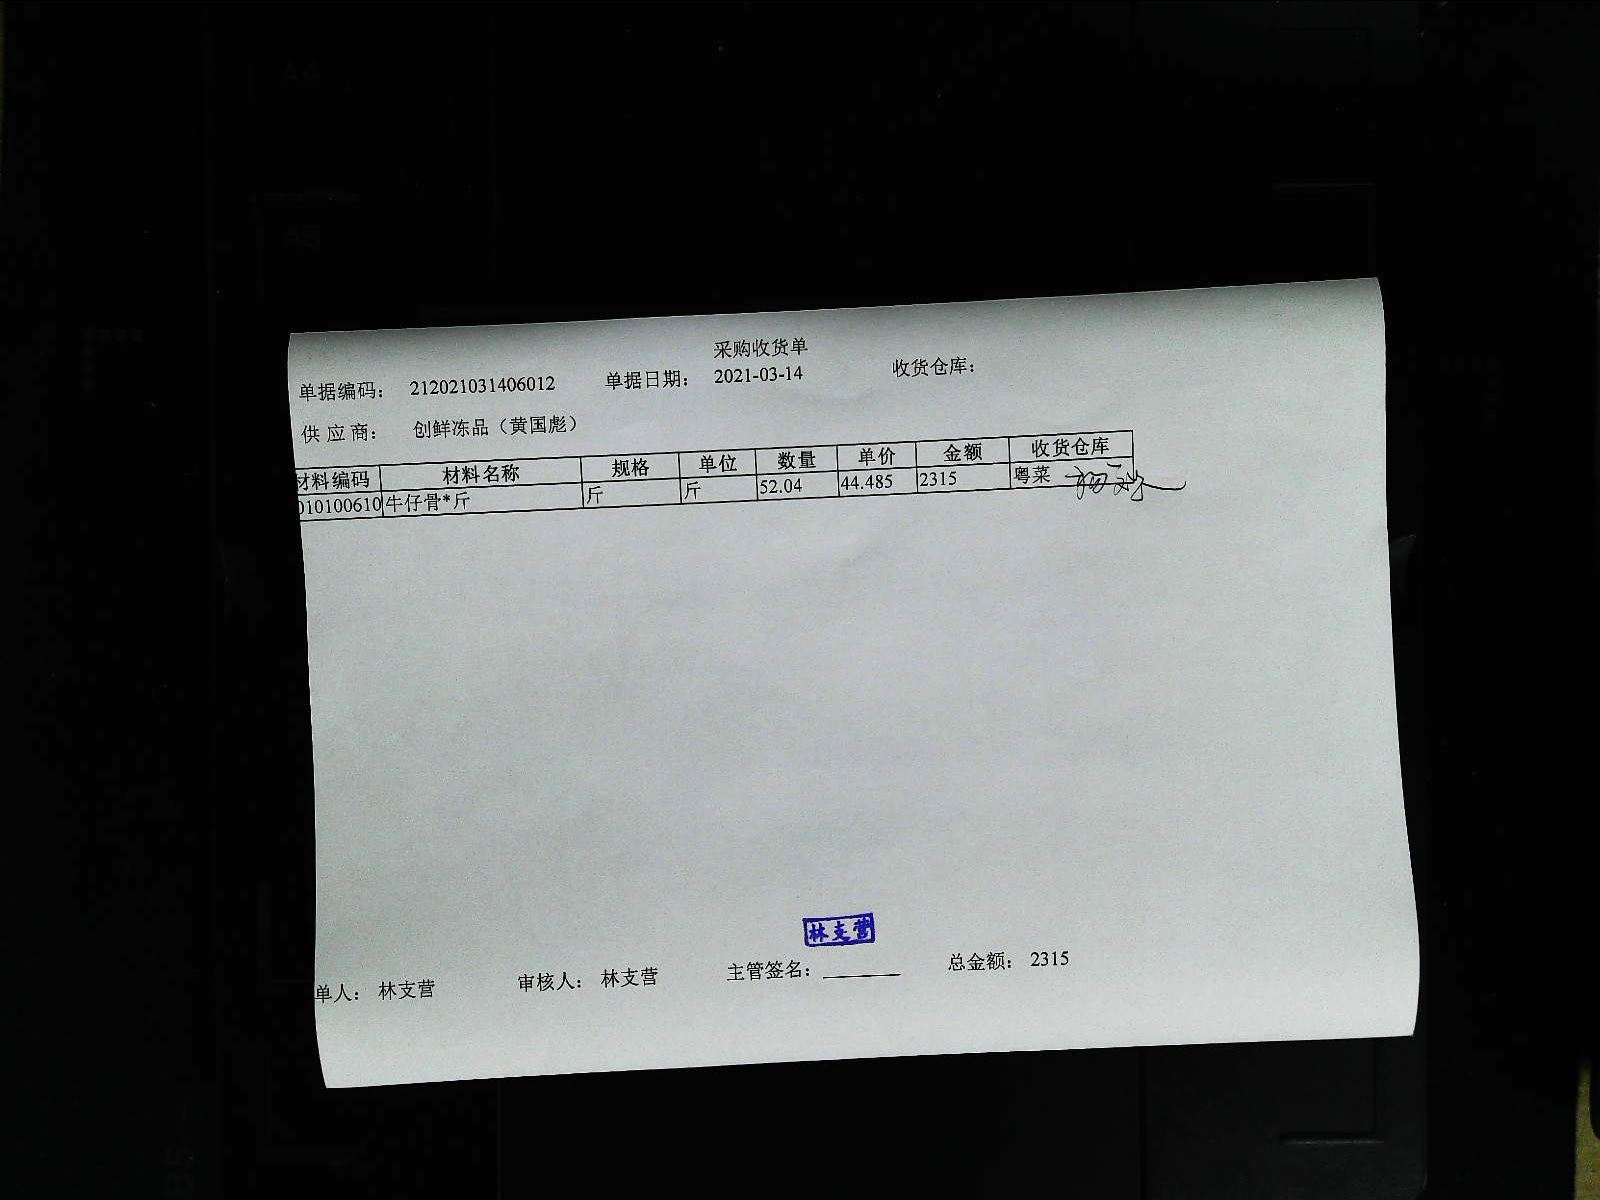 采购收货单
单据编码： 212021031406012 单据日期： 2021-03-14 收货仓库：
供应商： 创鲜冻品（黄国彪）
材料编码 材料名称 规格 单位 数量 单价 金额 收货仓库
010100610 牛仔骨*斤 斤 斤 52.04 44.485 2315 粤菜
林支营
单人： 林支营 审核人： 林支营 主管签名： 总金额： 2315